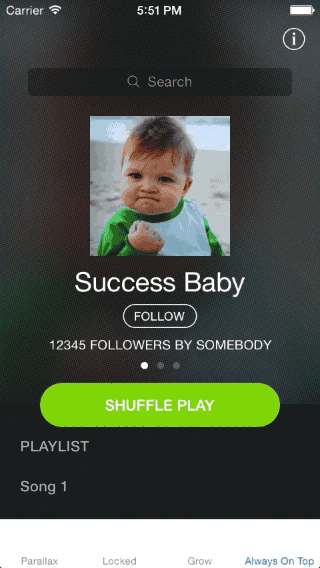 Carrier 5:51 PM
i
Search
Success Baby
FOLLOW
12345 FOLLOWERS BY SOMEBODY
SHUFFLE PLAY
PLAYLIST
Song 1
Parallax Locked Grow Always On Top